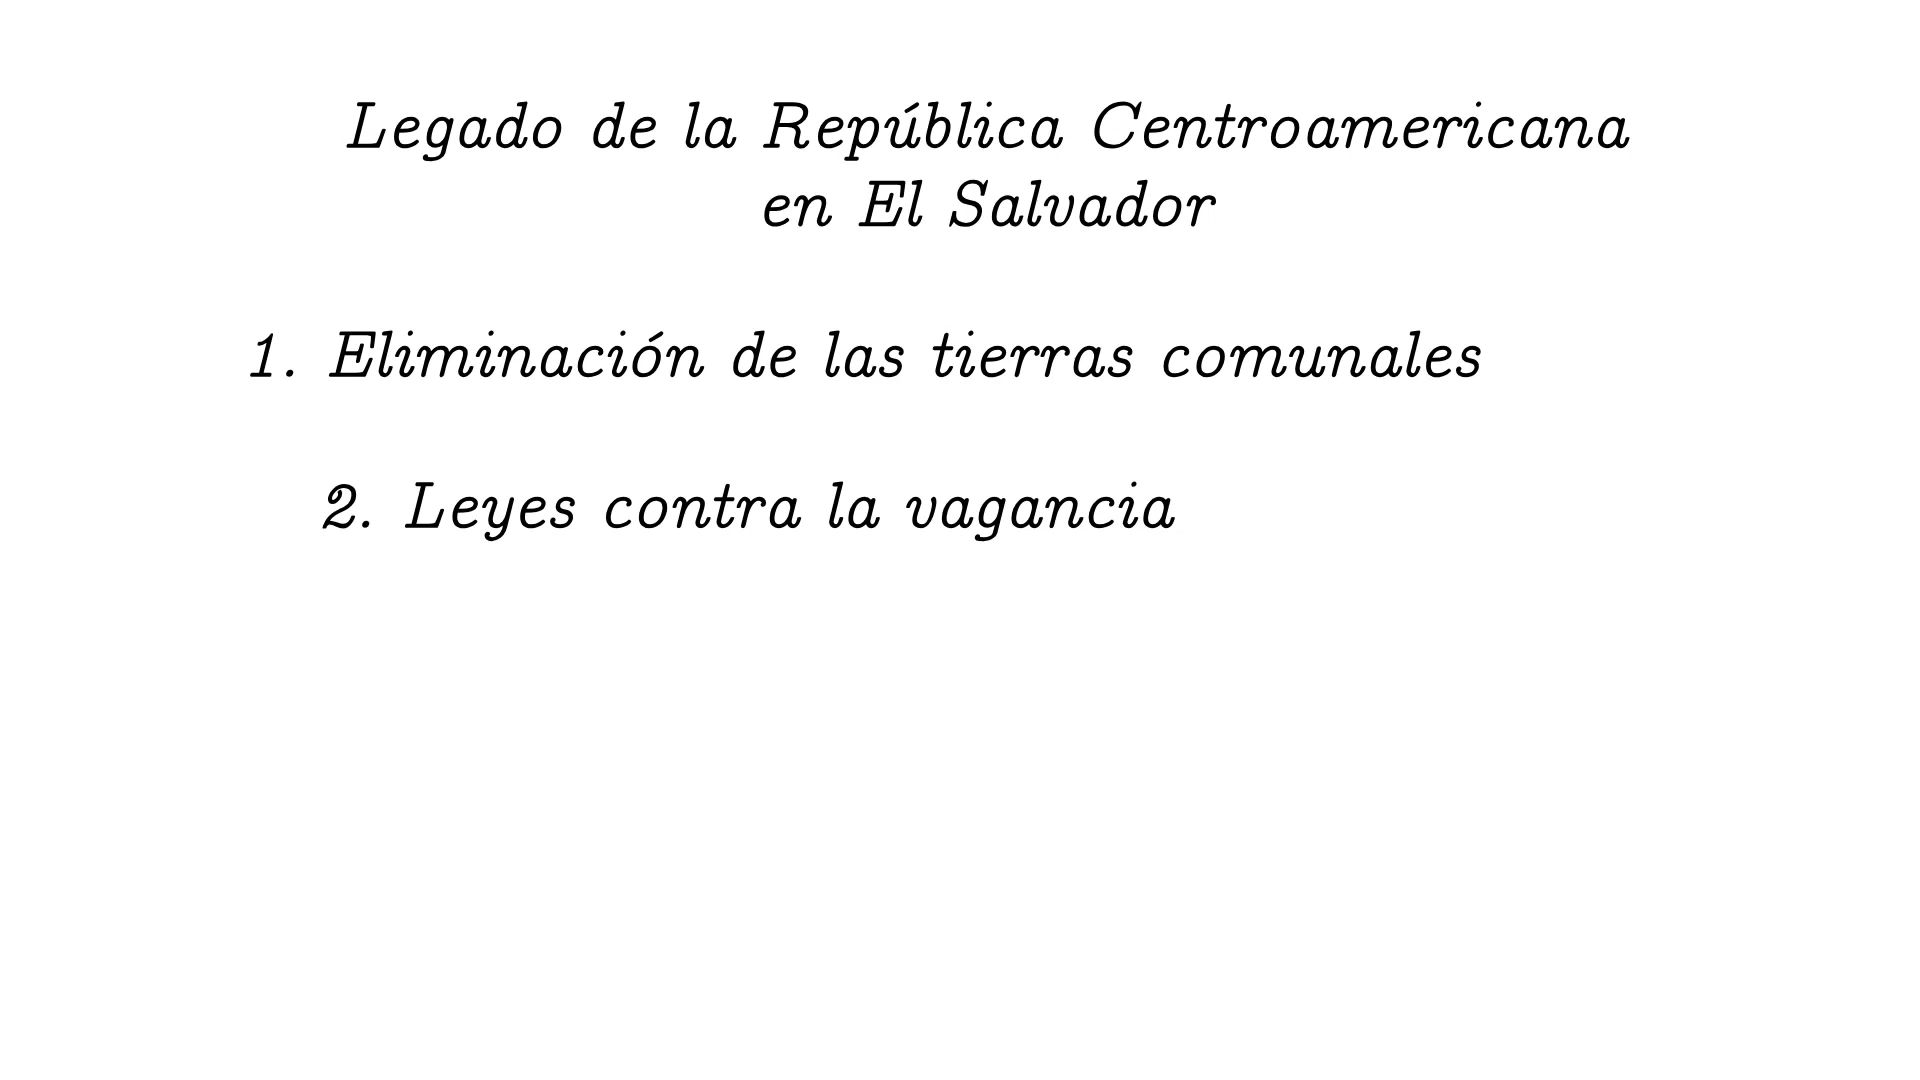 Legado de la República Centroamericana
en El Salvador
1. Eliminación de las tierras comunales
2. Leyes contra la vagancia